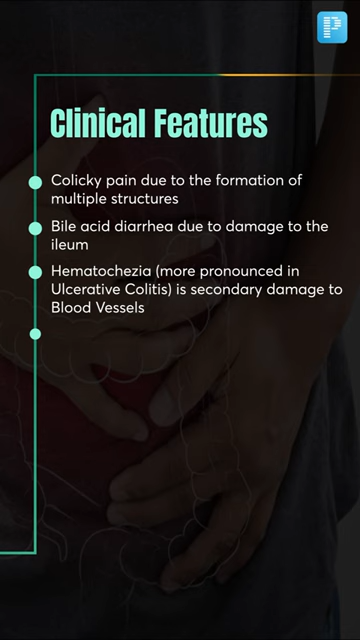 P
Clinical Features
Colicky pain due to the formation of
multiple structures
Bile acid diarrhea due to damage to the
ileum
Hematochezia (more pronounced in
Ulcerative Colitis) is secondary damage to
Blood Vessels